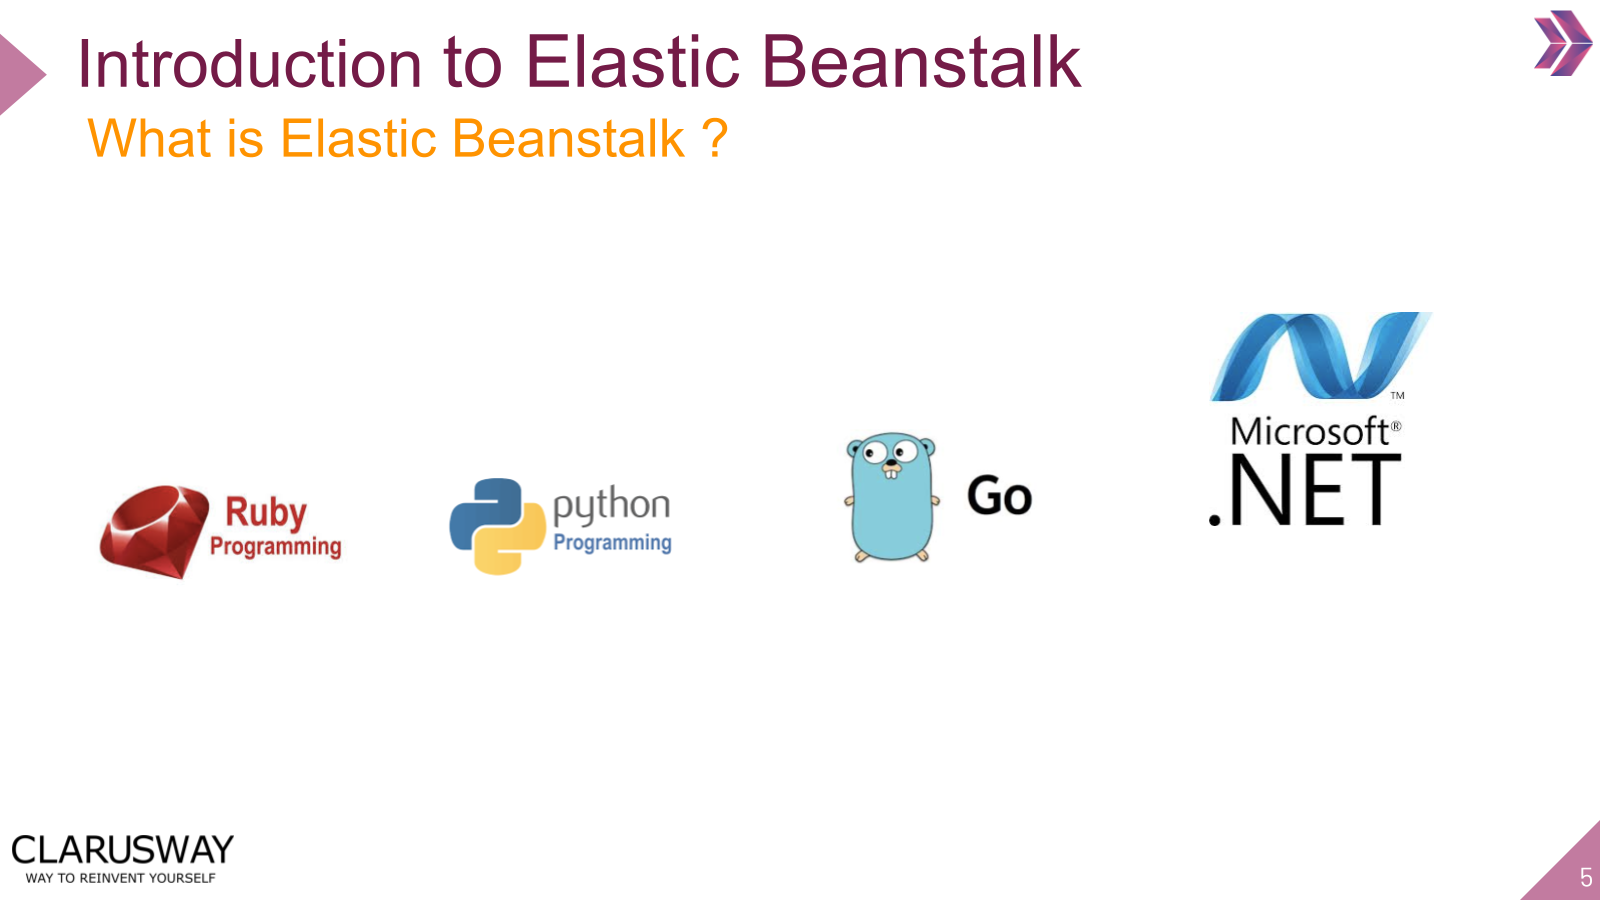 Introduction to Elastic Beanstalk
What is Elastic Beanstalk ?
TM
Microsoft®
.NET
Ruby
Programming
python
Programming
Go
CLARUSWAY
WAY TO REINVENT YOURSELF
5